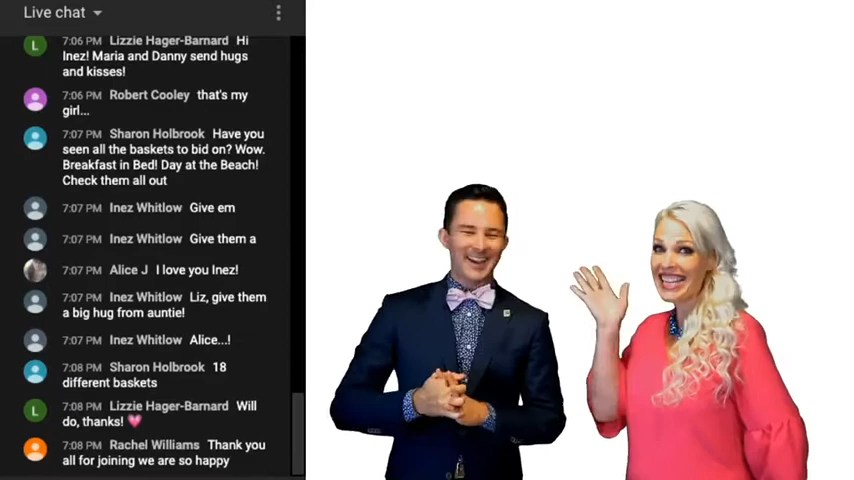 Live chat
7:06 PM Lizzie Hager-Barnard Hi
Inez! Maria and Danny send hugs
and kisses!
7:06 PM Robert Cooley that's my
girl...
7:07 PM Sharon Holbrook Have you
seen all the baskets to bid on? Wow.
Breakfast in Bed! Day at the Beach!
Check them all out
7:07 PM Inez Whitlow Give em
7:07 PM Inez Whitlow Give them a
7:07 PM Alice J I love you Inez!
7:07 PM Inez Whitlow Liz, give them
a big hug from auntie!
7:07 PM Inez Whitlow Alice...!
7:08 PM Sharon Holbrook 18
different baskets
7:08 PM Lizzie Hager-Barnard Will
do, thanks! 💗
7:08 PM Rachel Williams Thank you
all for joining we are so happy
L
L